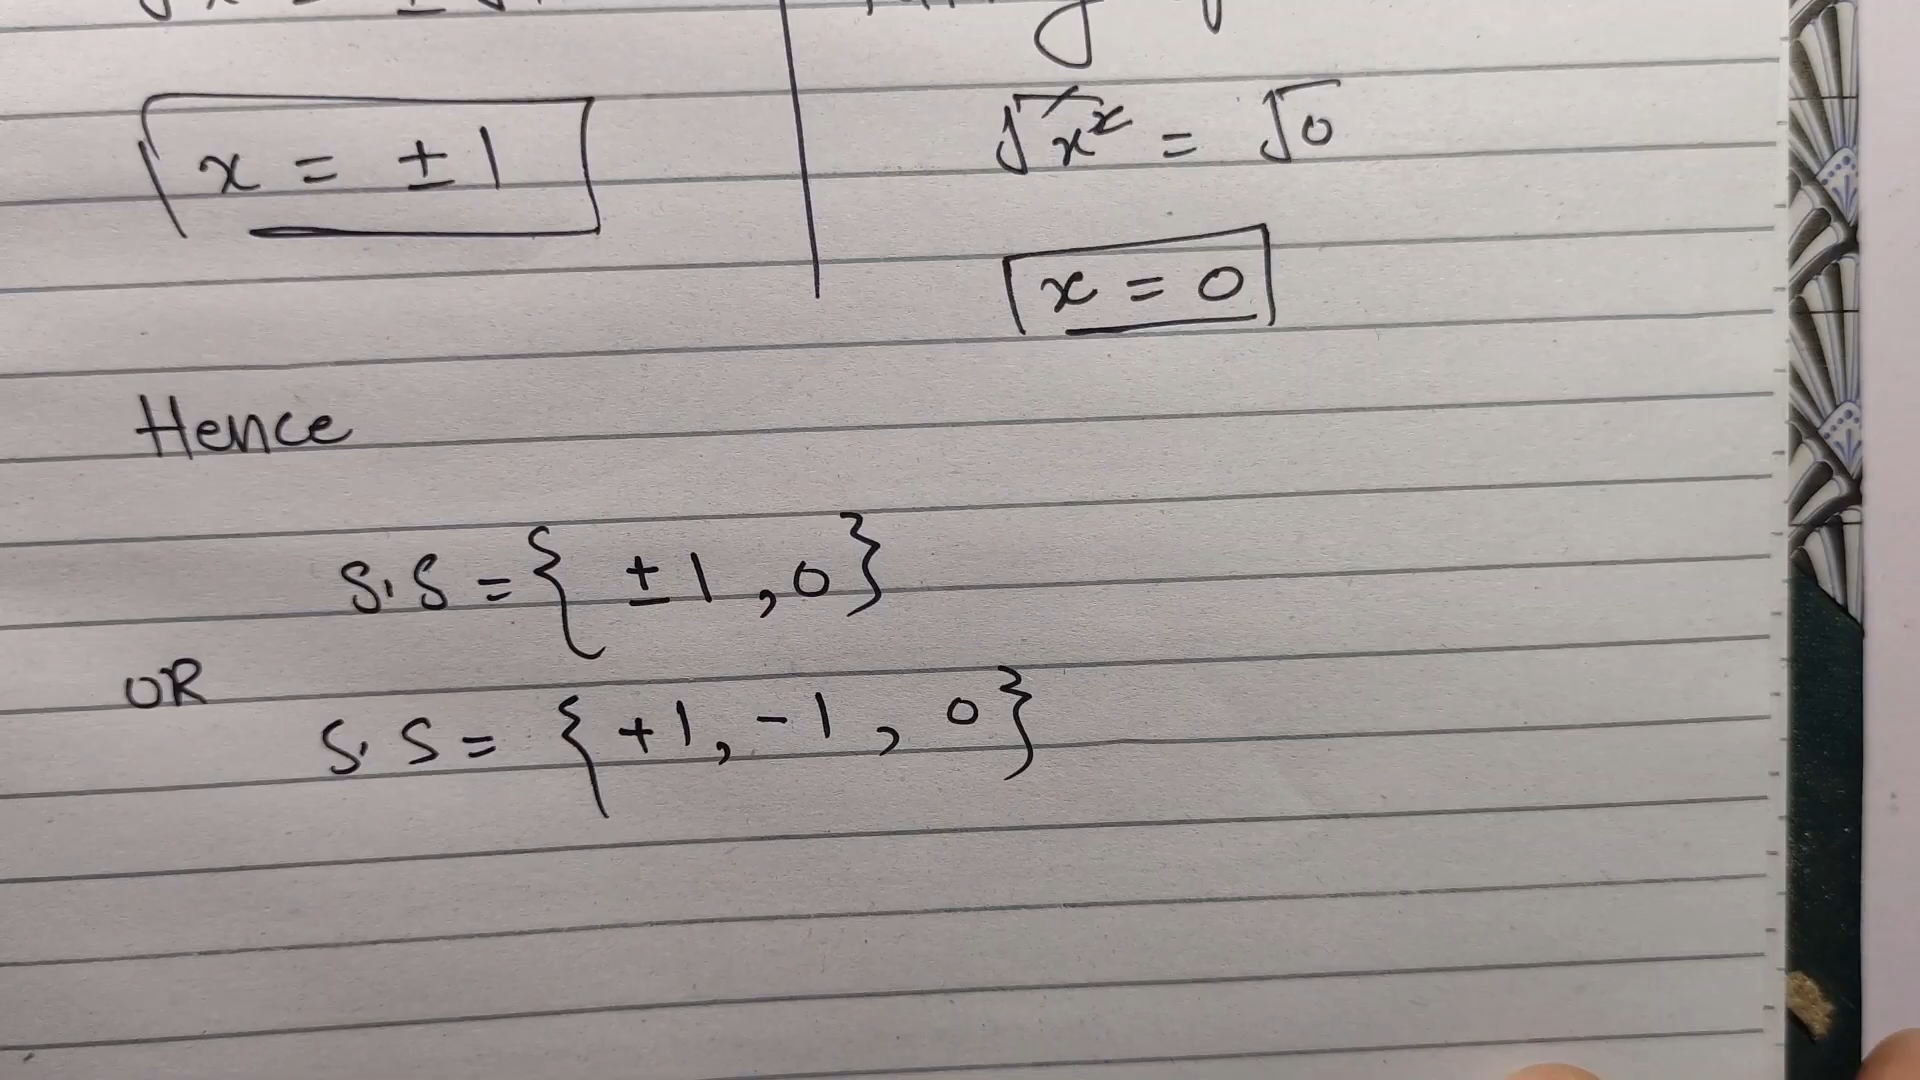 x = ±1
√x² = √0
x = 0
Hence
S.S = { ±1 , 0 }
OR
S.S = { +1, -1, 0 }